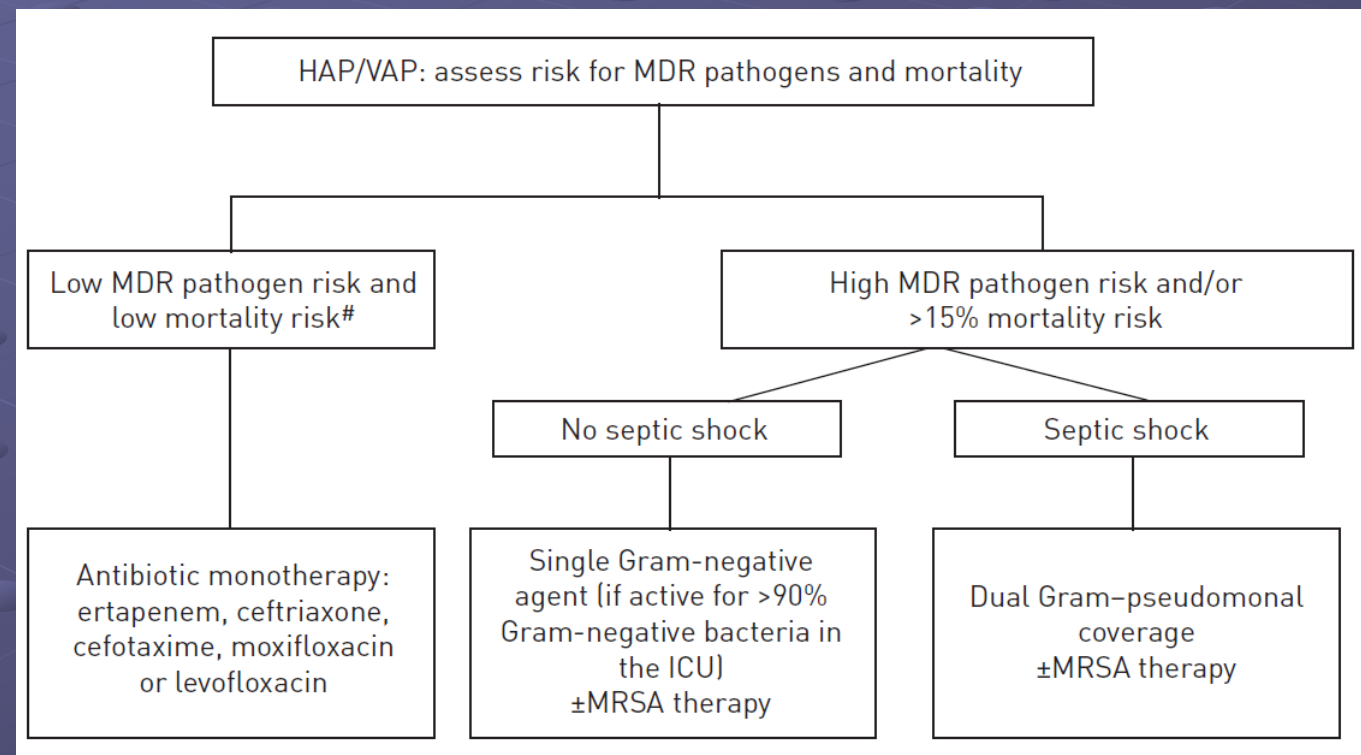 HAP/VAP: assess risk for MDR pathogens and mortality
Low MDR pathogen risk and
low mortality risk#
High MDR pathogen risk and/or
>15% mortality risk
No septic shock
Septic shock
Antibiotic monotherapy:
ertapenem, ceftriaxone,
cefotaxime, moxifloxacin
or levofloxacin
Single Gram-negative
agent (if active for >90%
Gram-negative bacteria in
the ICU)
±MRSA therapy
Dual Gram–pseudomonal
coverage
±MRSA therapy